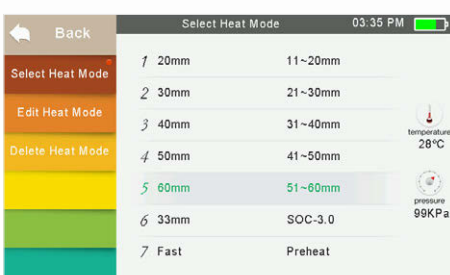 Back
Select Heat Mode 03:35 PM
Select Heat Mode
Edit Heat Mode
Delete Heat Mode
1 20mm 11~20mm
2 30mm 21~30mm
3 40mm 31~40mm
4 50mm 41~50mm
5 60mm 51~60mm
6 33mm SOC-3.0
7 Fast Preheat
temperature
28°C
pressure
99KPa